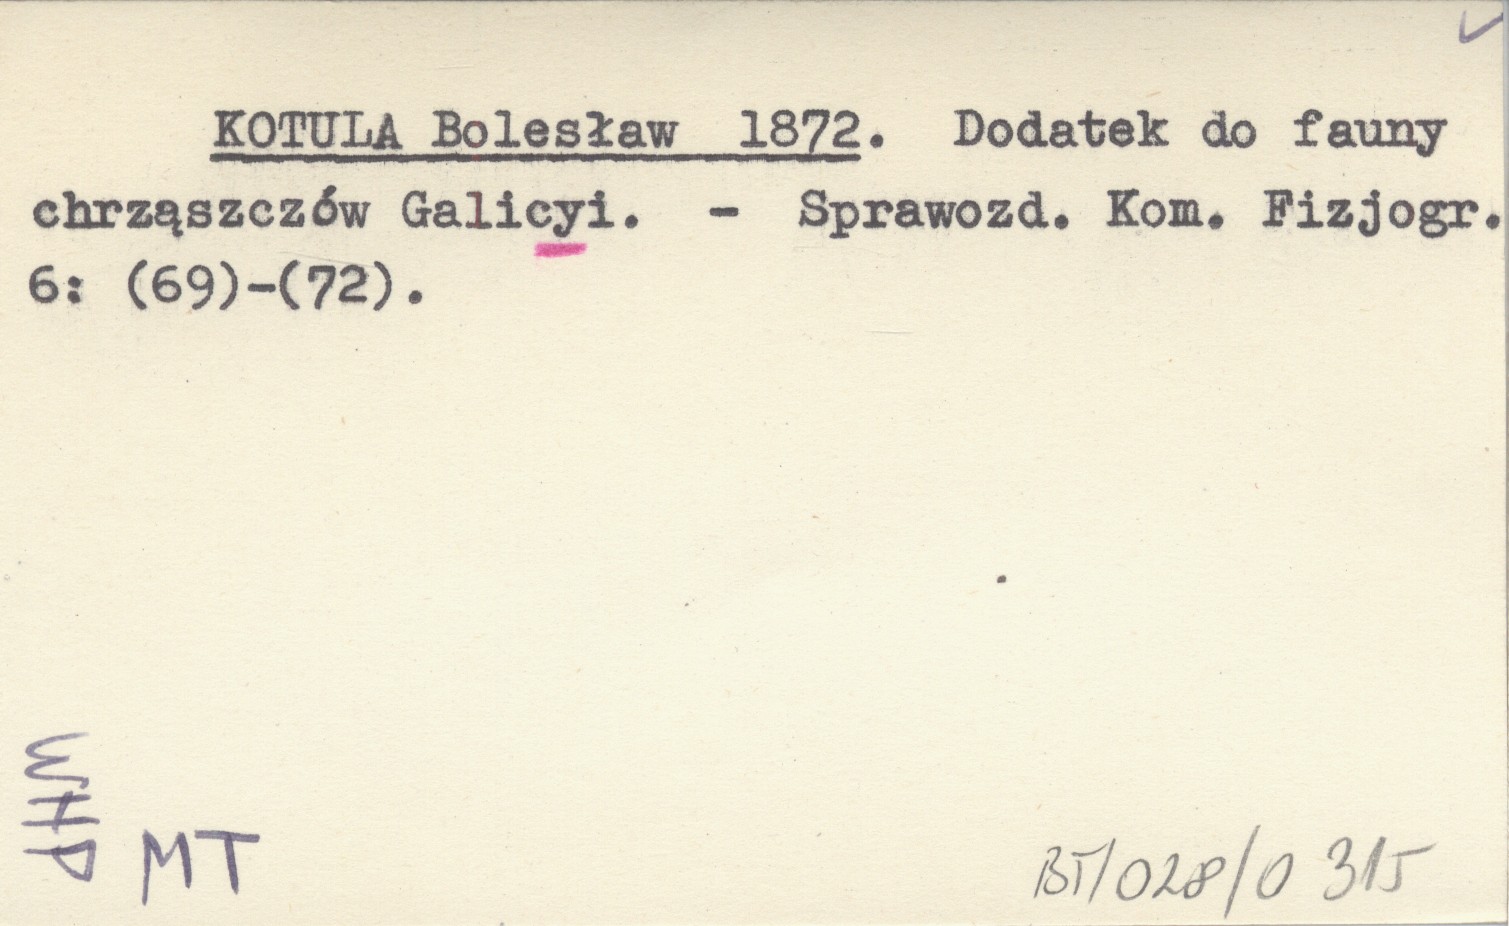 KOTULA Bolesław 1872. Dodatek do fauny
chrząszczów Galicyi. - Sprawozd. Kom. Fizjogr.
6: (69)-(72).
MT
BT/028/0 315